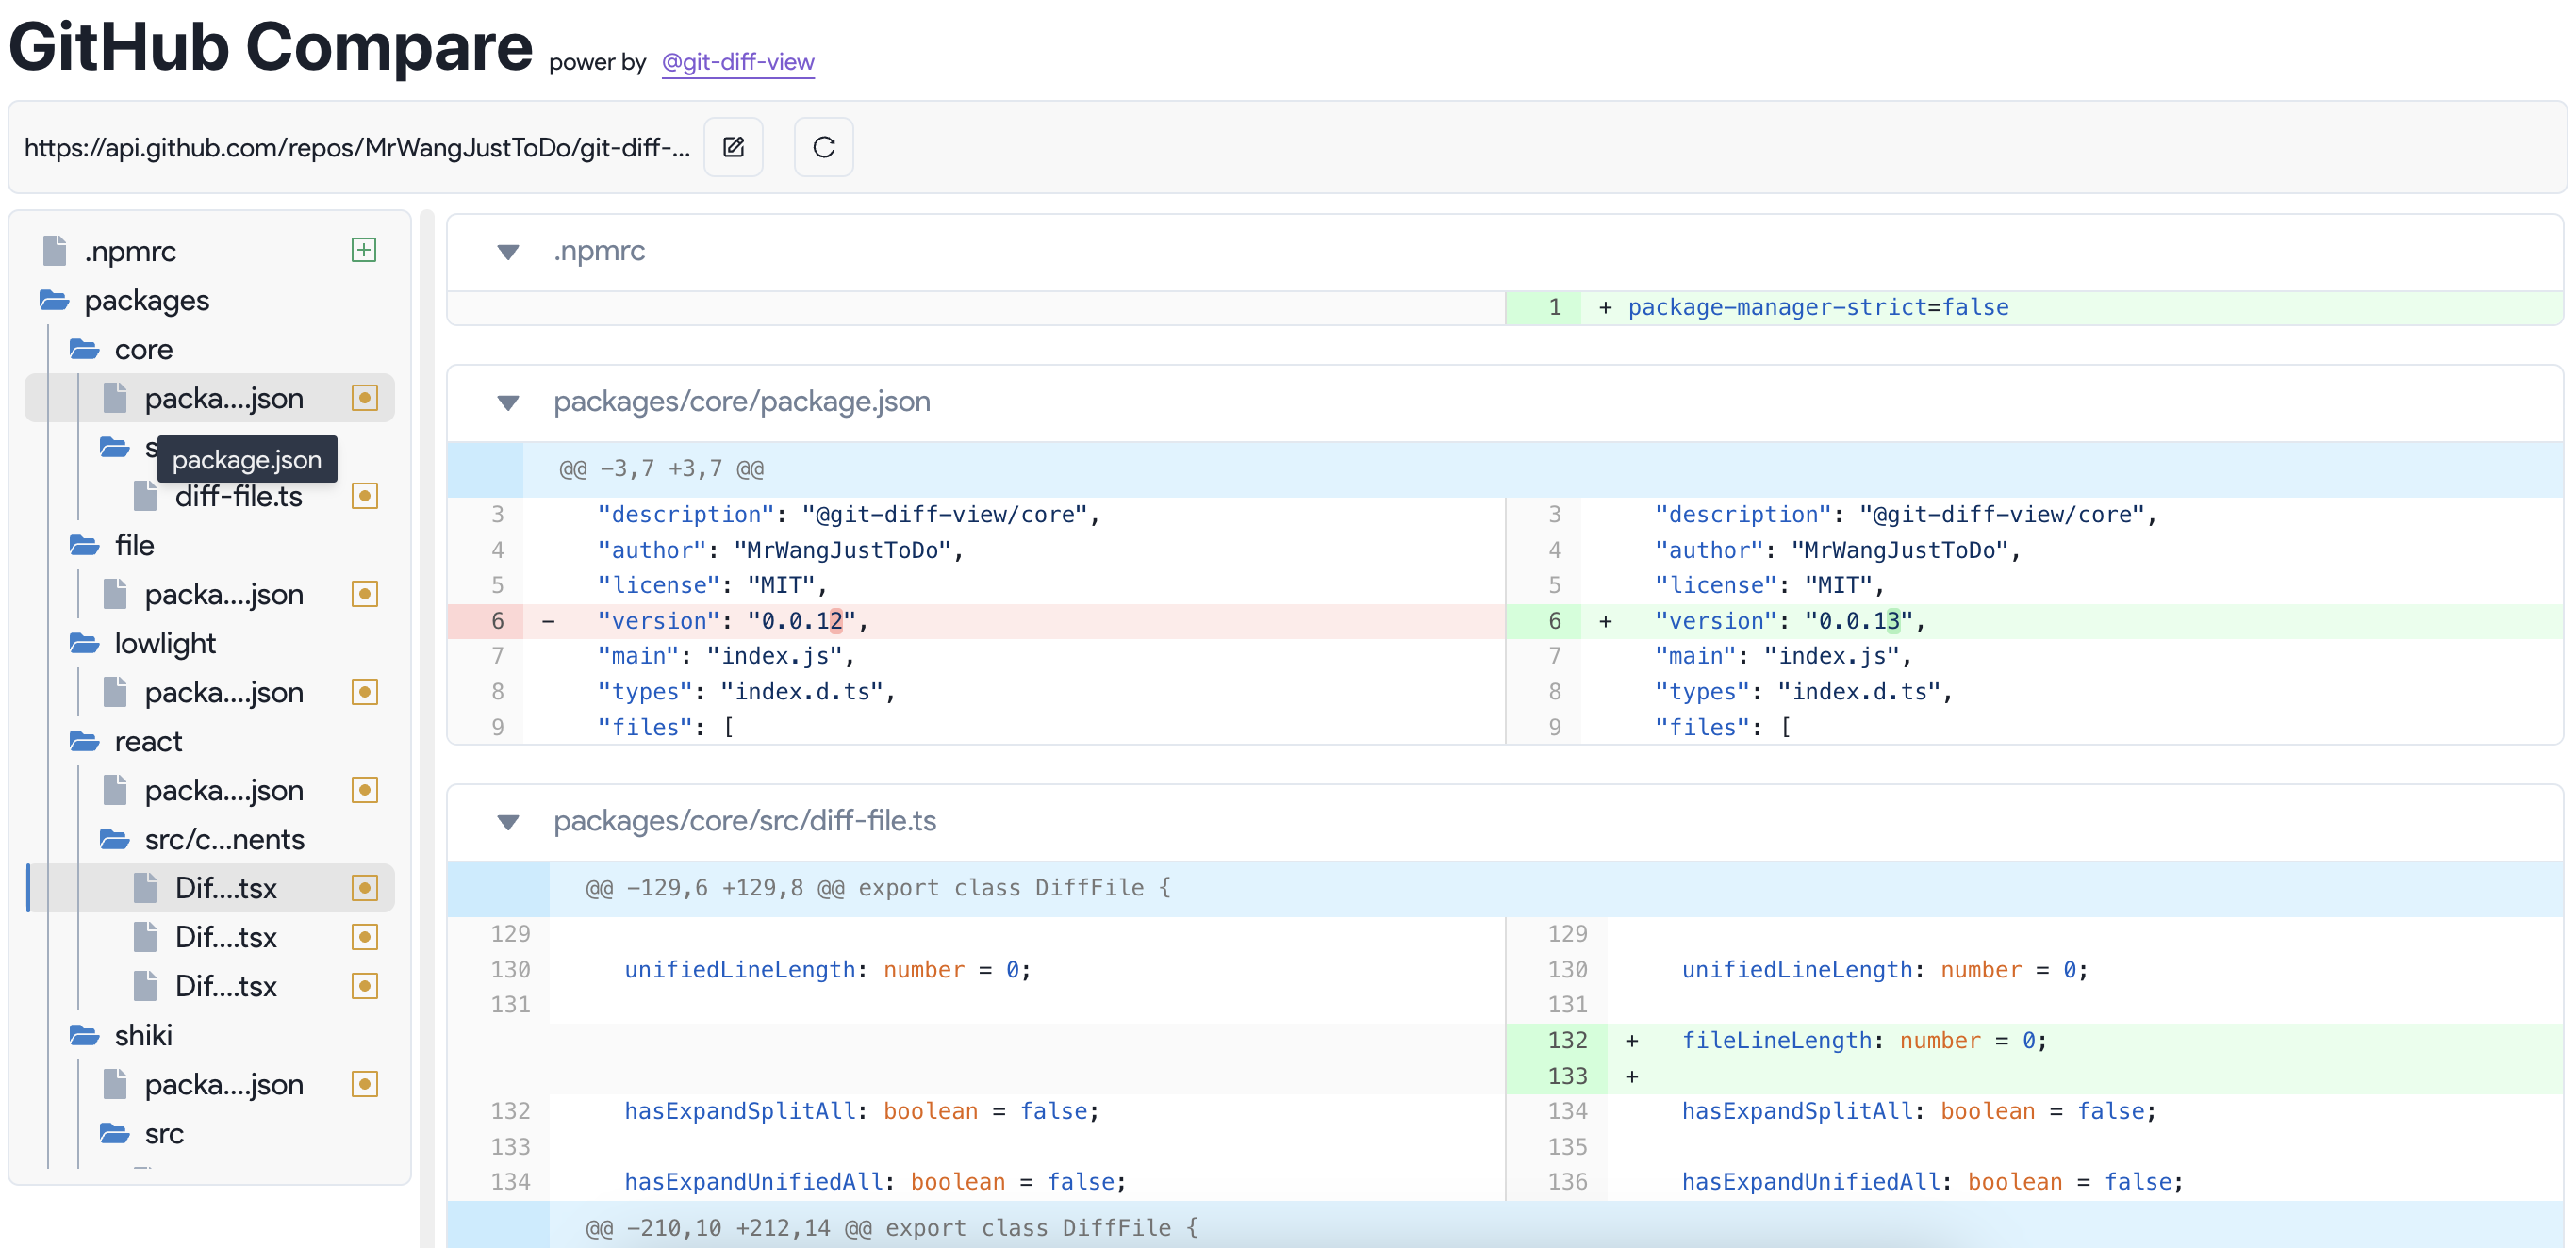 GitHub Compare power by @git-diff-view
https://api.github.com/repos/MrWangJustToDo/git-diff-...
.npmrc
packages
core
packa....json
s
package.json
diff-file.ts
file
packa....json
lowlight
packa....json
react
packa....json
src/c...nents
Dif....tsx
Dif....tsx
Dif....tsx
shiki
packa....json
src
.npmrc
1 + package-manager-strict=false
packages/core/package.json
@@ -3,7 +3,7 @@
3 "description": "@git-diff-view/core", 3 "description": "@git-diff-view/core",
4 "author": "MrWangJustToDo", 4 "author": "MrWangJustToDo",
5 "license": "MIT", 5 "license": "MIT",
6 - "version": "0.0.12", 6 + "version": "0.0.13",
7 "main": "index.js", 7 "main": "index.js",
8 "types": "index.d.ts", 8 "types": "index.d.ts",
9 "files": [ 9 "files": [
packages/core/src/diff-file.ts
@@ -129,6 +129,8 @@ export class DiffFile {
129 129
130 unifiedLineLength: number = 0; 130 unifiedLineLength: number = 0;
131 131
132 + fileLineLength: number = 0;
133 +
132 hasExpandSplitAll: boolean = false; 134 hasExpandSplitAll: boolean = false;
133 135
134 hasExpandUnifiedAll: boolean = false; 136 hasExpandUnifiedAll: boolean = false;
@@ -210,10 +212,14 @@ export class DiffFile {